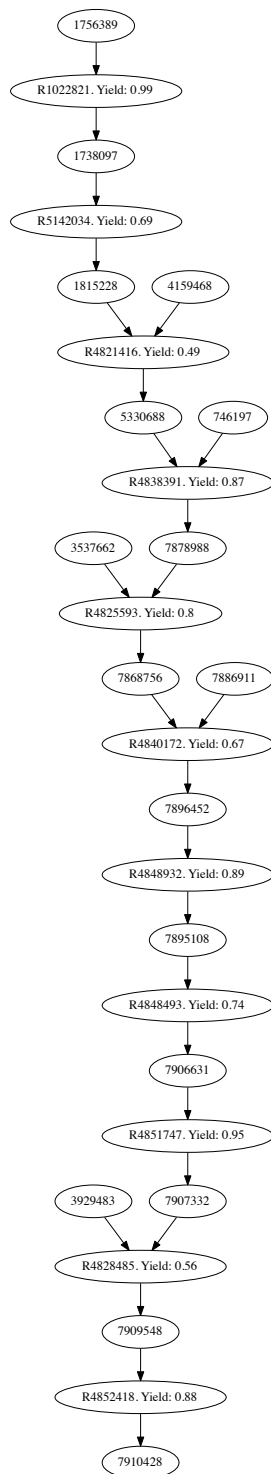 1756389
R1022821. Yield: 0.99
1738097
R5142034. Yield: 0.69
1815228
4159468
R4821416. Yield: 0.49
5330688
746197
R4838391. Yield: 0.87
3537662
7878988
R4825593. Yield: 0.8
7868756
7886911
R4840172. Yield: 0.67
7896452
R4848932. Yield: 0.89
7895108
R4848493. Yield: 0.74
7906631
R4851747. Yield: 0.95
3929483
7907332
R4828485. Yield: 0.56
7909548
R4852418. Yield: 0.88
7910428